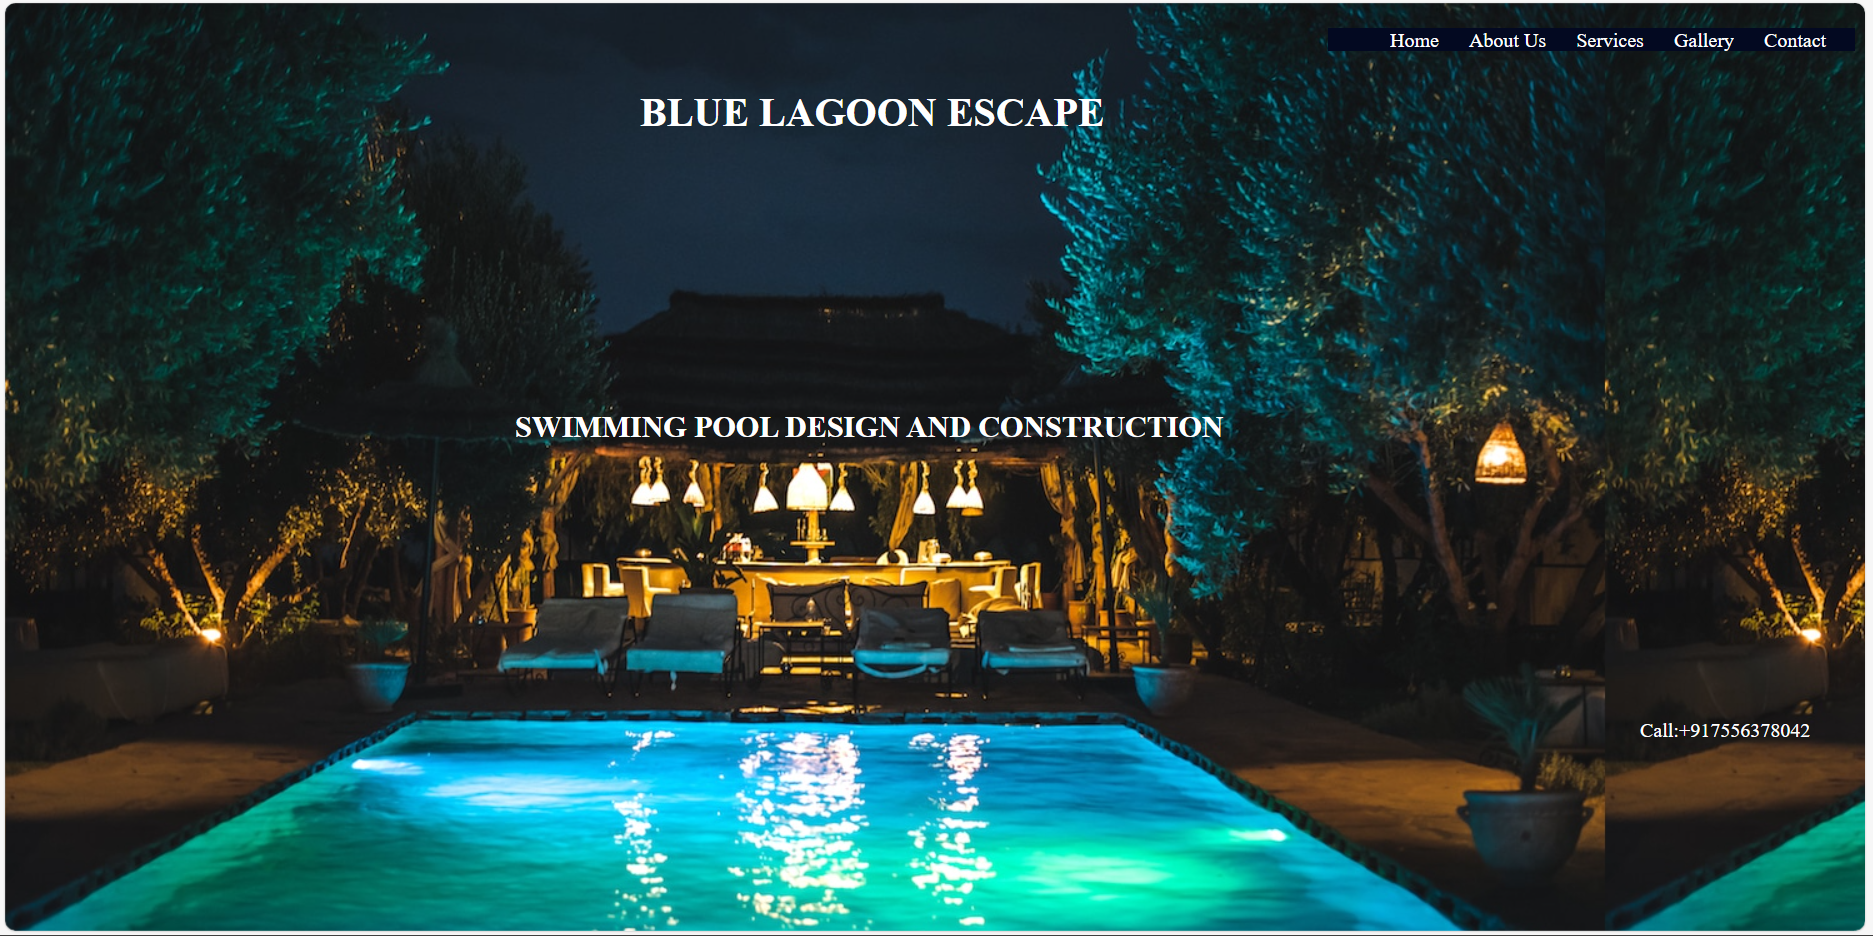 Home About Us Services Gallery Contact
BLUE LAGOON ESCAPE
SWIMMING POOL DESIGN AND CONSTRUCTION
Call:+917556378042